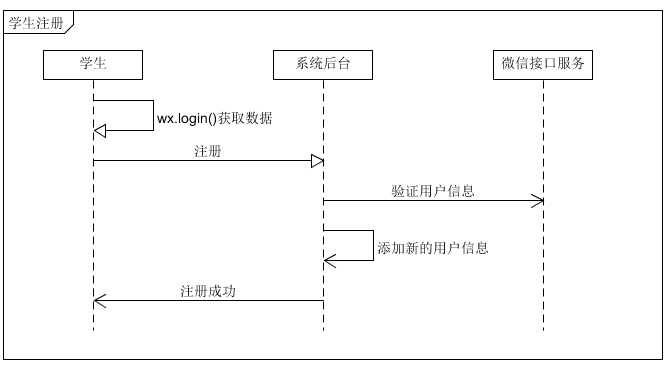 学生注册
学生
系统后台
微信接口服务
wx.login()获取数据
注册
验证用户信息
添加新的用户信息
注册成功